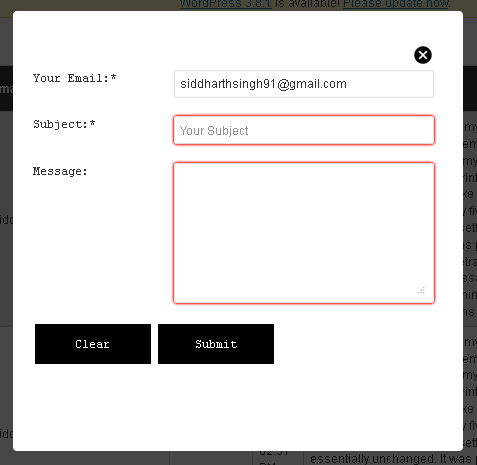 WordPress 3.8.1 is available! Please update now.
Your Email:*
siddharthsingh91@gmail.com
Subject:*
Your Subject
Message:
Clear
Submit
essentially unchanged. It was